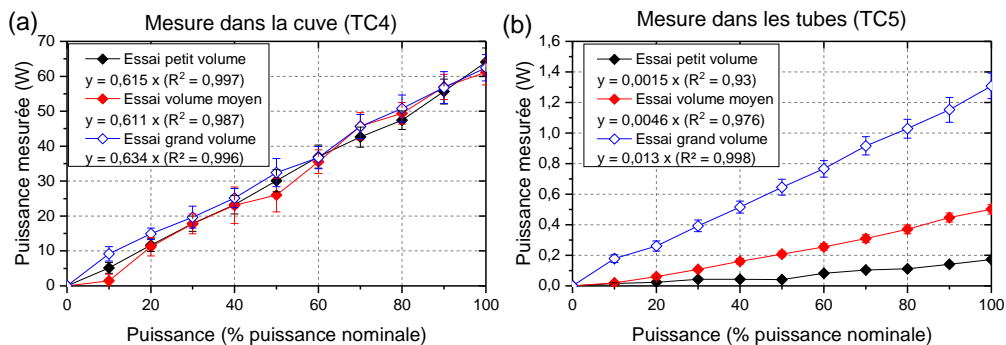 (a)
Mesure dans la cuve (TC4)
Puissance mesurée (W)
70
60
50
40
30
20
10
0
Essai petit volume
y = 0,615 x (R² = 0,997)
Essai volume moyen
y = 0,611 x (R² = 0,987)
Essai grand volume
y = 0,634 x (R² = 0,996)
0 20 40 60 80 100
Puissance (% puissance nominale)
(b)
Mesure dans les tubes (TC5)
Puissance mesurée (W)
1,6
1,4
1,2
1,0
0,8
0,6
0,4
0,2
0,0
Essai petit volume
y = 0,0015 x (R² = 0,93)
Essai volume moyen
y = 0,0046 x (R² = 0,976)
Essai grand volume
y = 0,013 x (R² = 0,998)
0 20 40 60 80 100
Puissance (% puissance nominale)